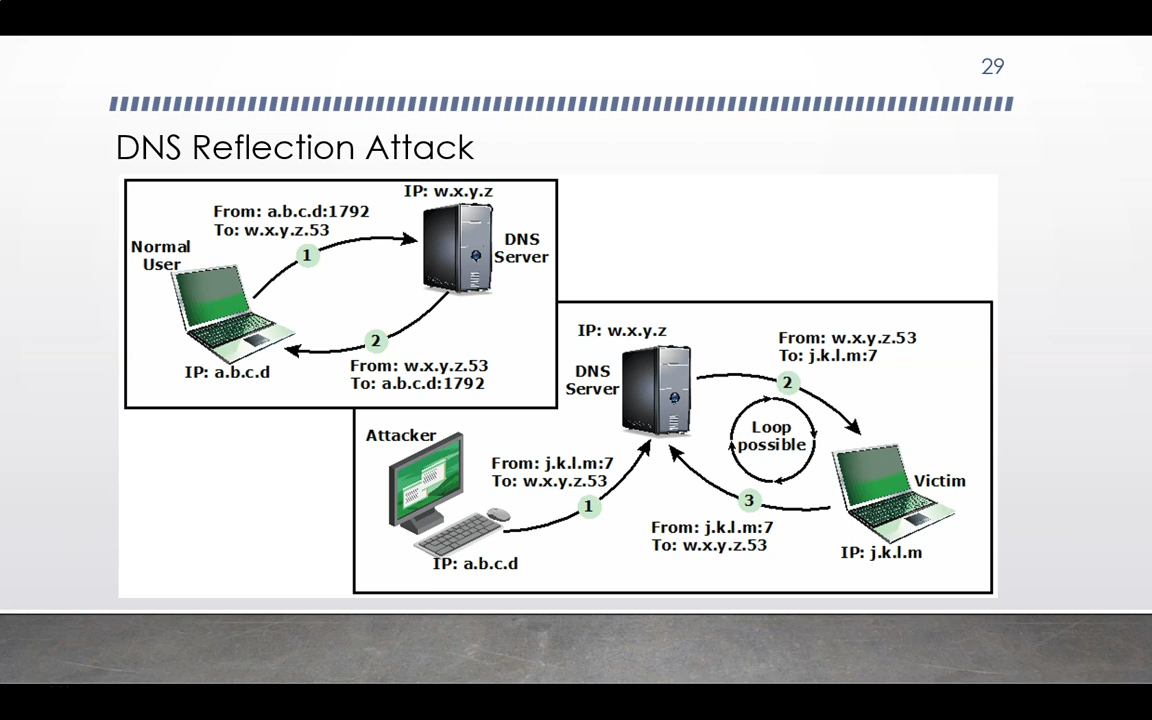 29
DNS Reflection Attack
IP: w.x.y.z
From: a.b.c.d:1792
To: w.x.y.z.53
1
Normal
User
DNS
Server
2
IP: a.b.c.d
From: w.x.y.z.53
To: a.b.c.d:1792
IP: w.x.y.z
DNS
Server
From: w.x.y.z.53
To: j.k.l.m:7
2
Loop
possible
Attacker
From: j.k.l.m:7
To: w.x.y.z.53
1
IP: a.b.c.d
3
From: j.k.l.m:7
To: w.x.y.z.53
Victim
IP: j.k.l.m